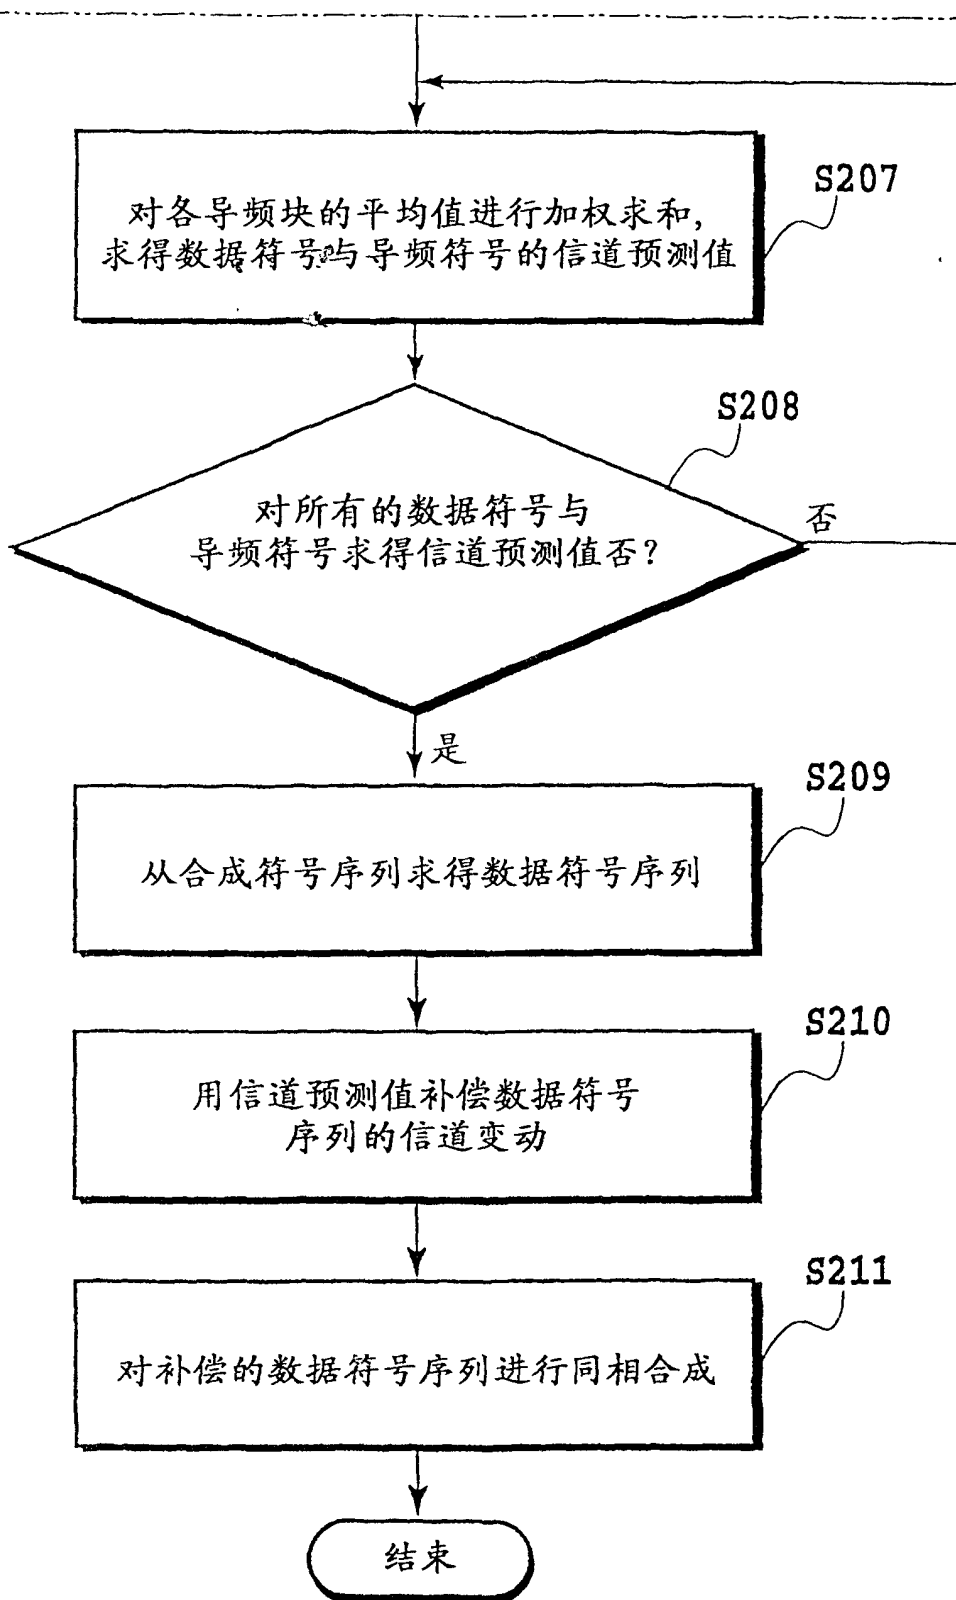 对各导频块的平均值进行加权求和,
求得数据符号与导频符号的信道预测值
S207
对所有的数据符号与
导频符号求得信道预测值否?
S208
否
是
从合成符号序列求得数据符号序列
S209
用信道预测值补偿数据符号
序列的信道变动
S210
对补偿的数据符号序列进行同相合成
S211
结束